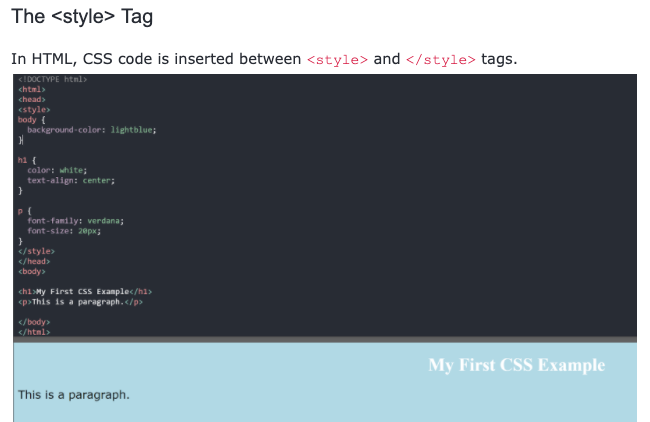 The <style> Tag
In HTML, CSS code is inserted between <style> and </style> tags.
<!DOCTYPE html>
<html>
<head>
<style>
body {
  background-color: lightblue;
}
h1 {
  color: white;
  text-align: center;
}
p {
  font-family: verdana;
  font-size: 20px;
}
</style>
</head>
<body>
<h1>My First CSS Example</h1>
<p>This is a paragraph.</p>
</body>
</html>
My First CSS Example
This is a paragraph.